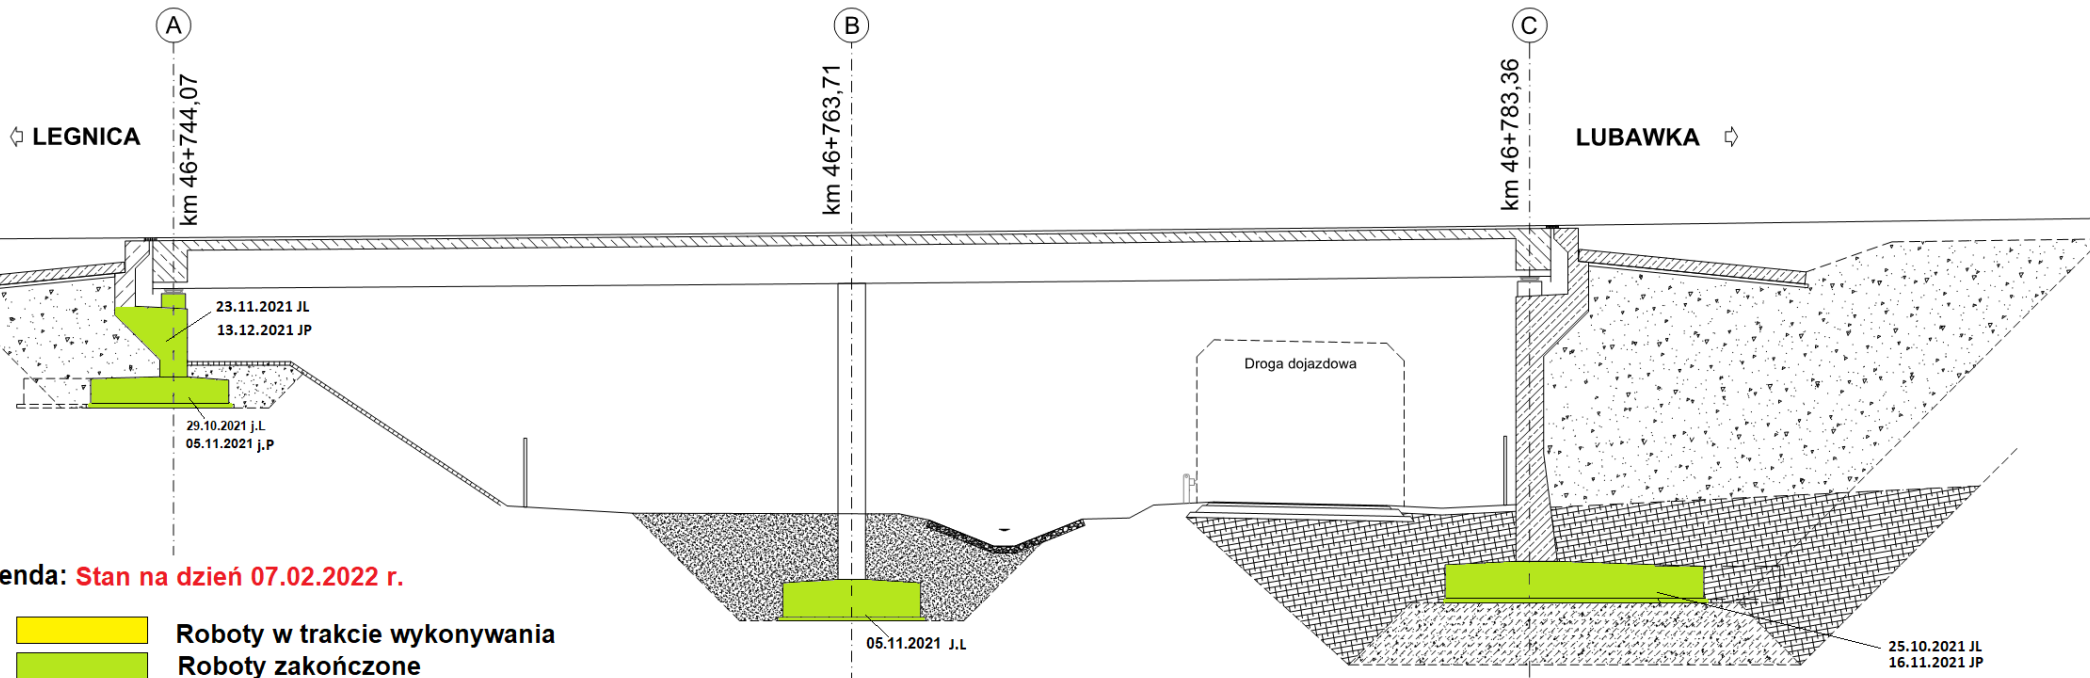 A
B
C
km 46+744,07
km 46+763,71
km 46+783,36
LEGNICA
LUBAWKA
23.11.2021 JL
13.12.2021 JP
Droga dojazdowa
29.10.2021 j.L
05.11.2021 j.P
enda: Stan na dzień 07.02.2022 r.
Roboty w trakcie wykonywania
Roboty zakończone
05.11.2021 J.L
25.10.2021 JL
16.11.2021 JP